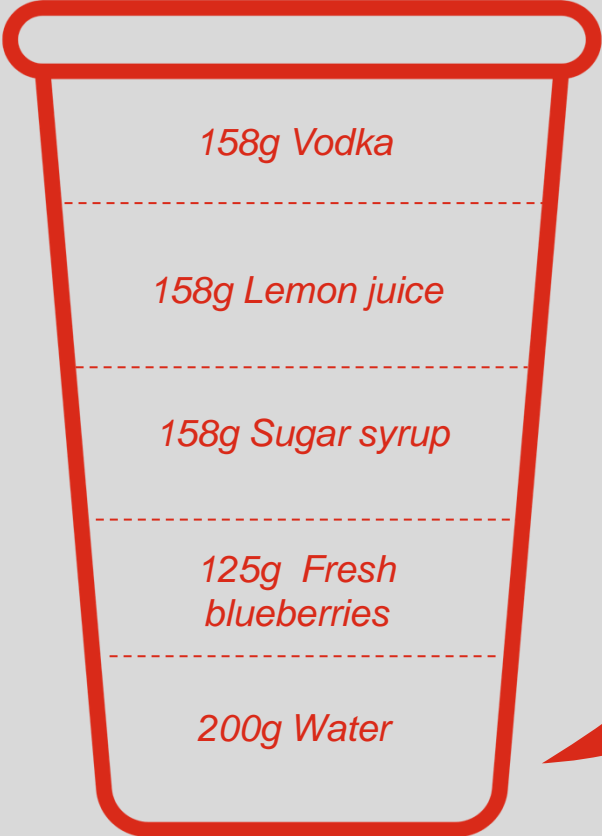 158g Vodka
158g Lemon juice
158g Sugar syrup
125g  Fresh
blueberries
200g Water